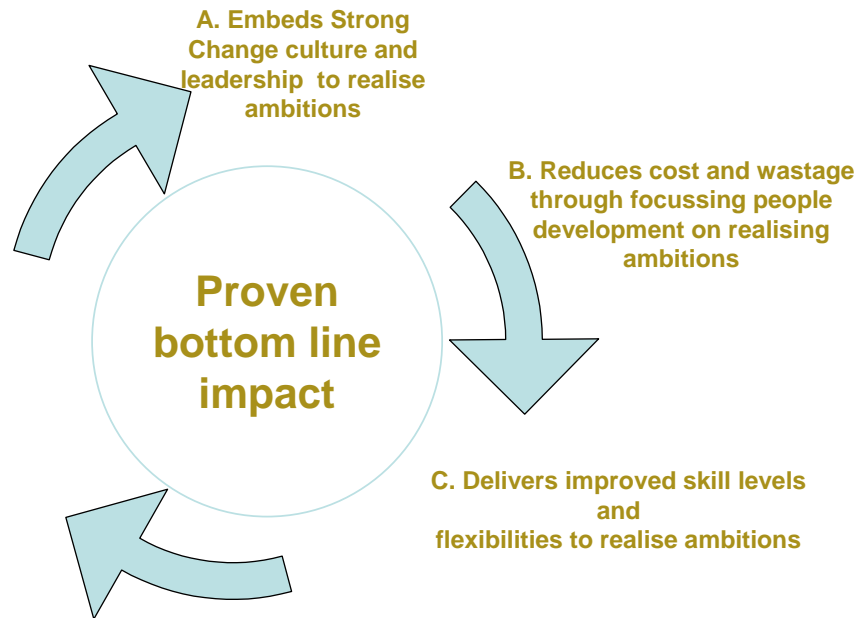 A. Embeds Strong
Change culture and
leadership to realise
ambitions
B. Reduces cost and wastage
through focussing people
development on realising
ambitions
Proven
bottom line
impact
C. Delivers improved skill levels
and
flexibilities to realise ambitions